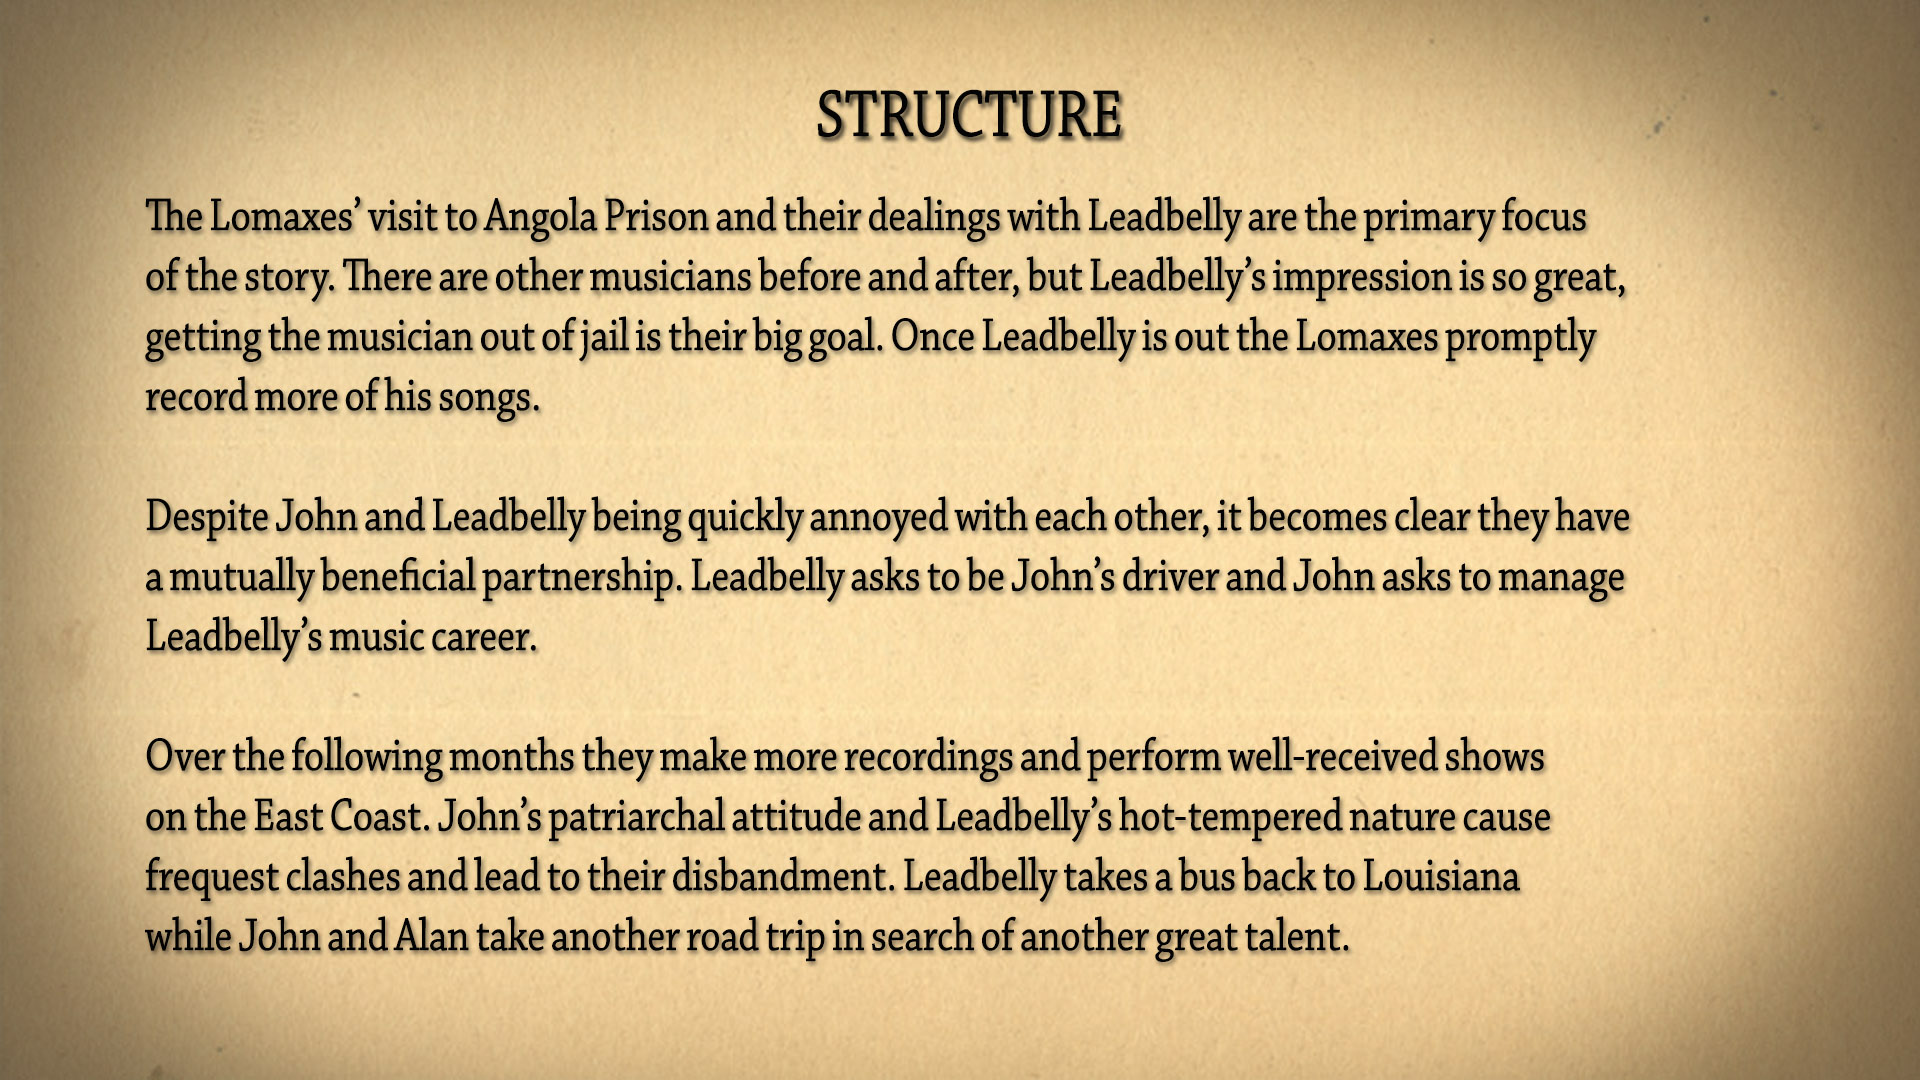 STRUCTURE
The Lomaxes’ visit to Angola Prison and their dealings with Leadbelly are the primary focus
of the story. There are other musicians before and after, but Leadbelly’s impression is so great,
getting the musician out of jail is their big goal. Once Leadbelly is out the Lomaxes promptly
record more of his songs.
Despite John and Leadbelly being quickly annoyed with each other, it becomes clear they have
a mutually beneficial partnership. Leadbelly asks to be John’s driver and John asks to manage
Leadbelly’s music career.
Over the following months they make more recordings and perform well-received shows
on the East Coast. John’s patriarchal attitude and Leadbelly’s hot-tempered nature cause
frequest clashes and lead to their disbandment. Leadbelly takes a bus back to Louisiana
while John and Alan take another road trip in search of another great talent.